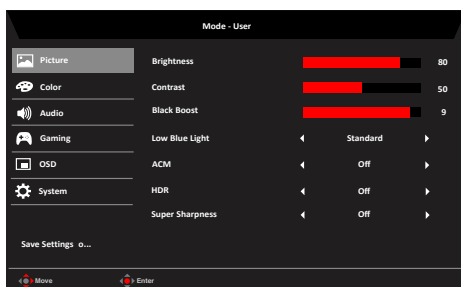 Mode - User
Picture
Brightness 80
Color
Contrast 50
Audio
Black Boost 9
Gaming
Low Blue Light Standard
OSD
ACM Off
System
HDR Off
Super Sharpness Off
Save Settings o...
Move Enter